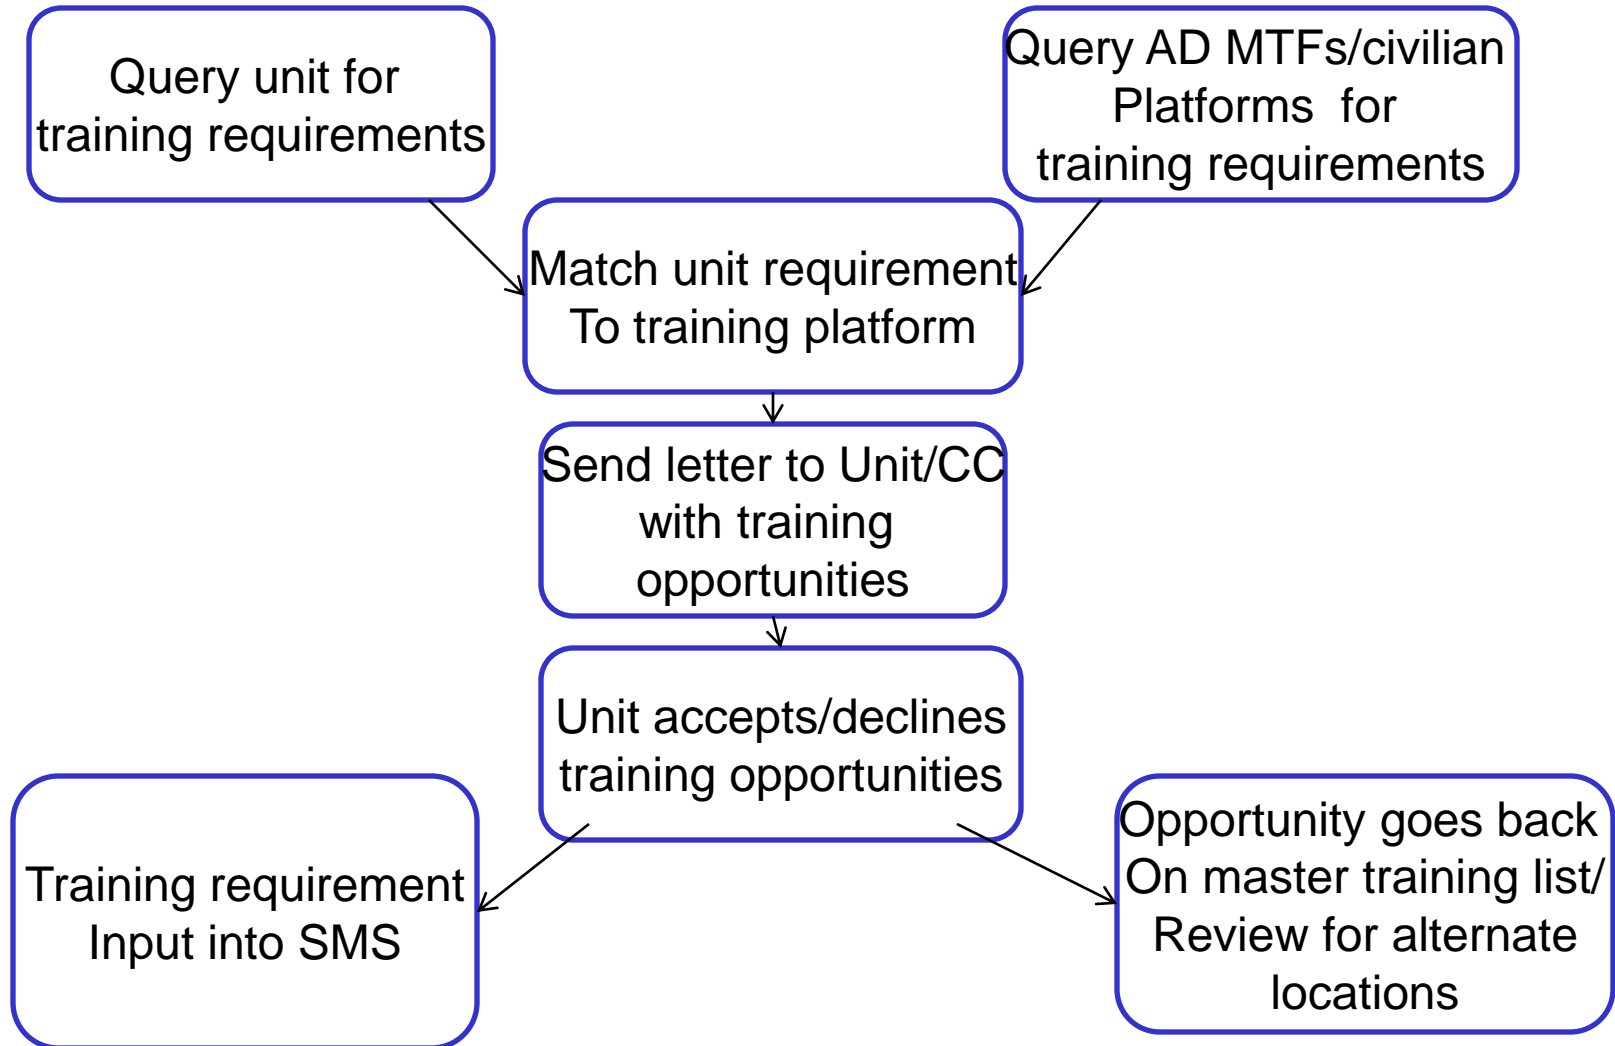 Query unit for
training requirements
Query AD MTFs/civilian
Platforms for
training requirements
Match unit requirement
To training platform
Send letter to Unit/CC
with training
opportunities
Unit accepts/declines
training opportunities
Training requirement
Input into SMS
Opportunity goes back
On master training list/
Review for alternate
locations